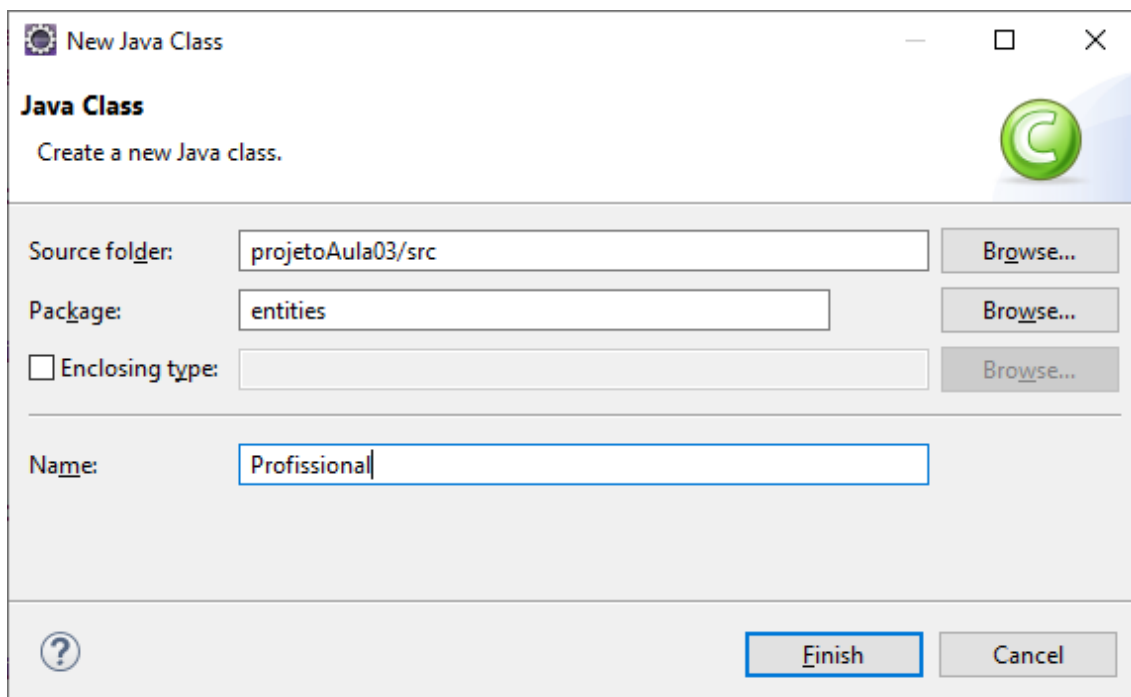 New Java Class
Java Class
Create a new Java class.
Source folder: projetoAula03/src Browse...
Package: entities Browse...
Enclosing type: Browse...
Name: Profissional
? Finish Cancel